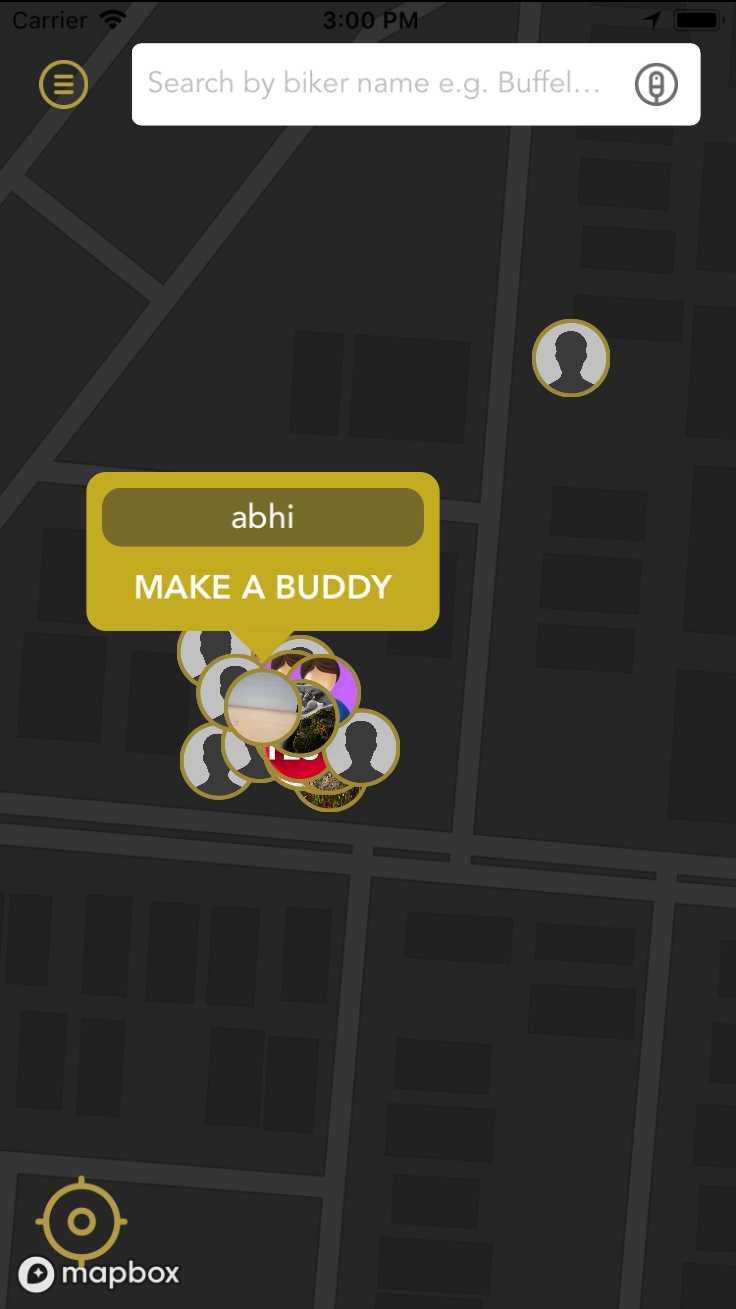 Carrier 3:00 PM
Search by biker name e.g. Buffel...
abhi
MAKE A BUDDY
mapbox